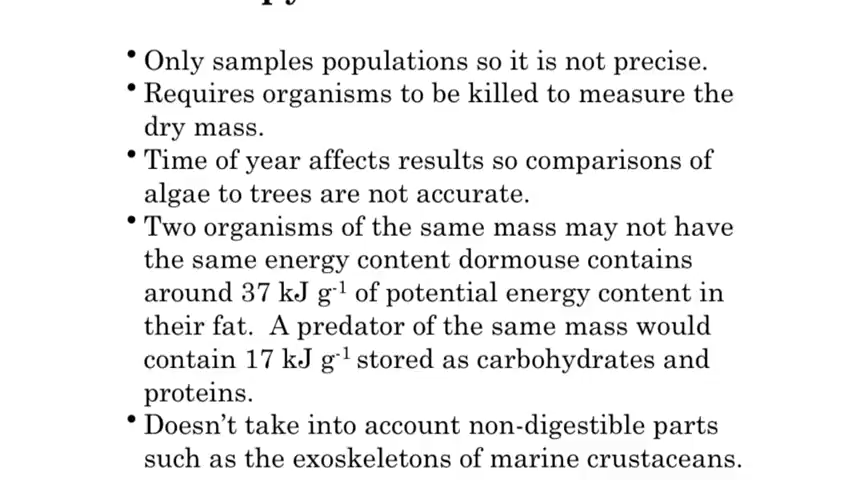 • Only samples populations so it is not precise.
• Requires organisms to be killed to measure the
dry mass.
• Time of year affects results so comparisons of
algae to trees are not accurate.
• Two organisms of the same mass may not have
the same energy content dormouse contains
around 37 kJ g⁻¹ of potential energy content in
their fat.  A predator of the same mass would
contain 17 kJ g⁻¹ stored as carbohydrates and
proteins.
• Doesn’t take into account non-digestible parts
such as the exoskeletons of marine crustaceans.